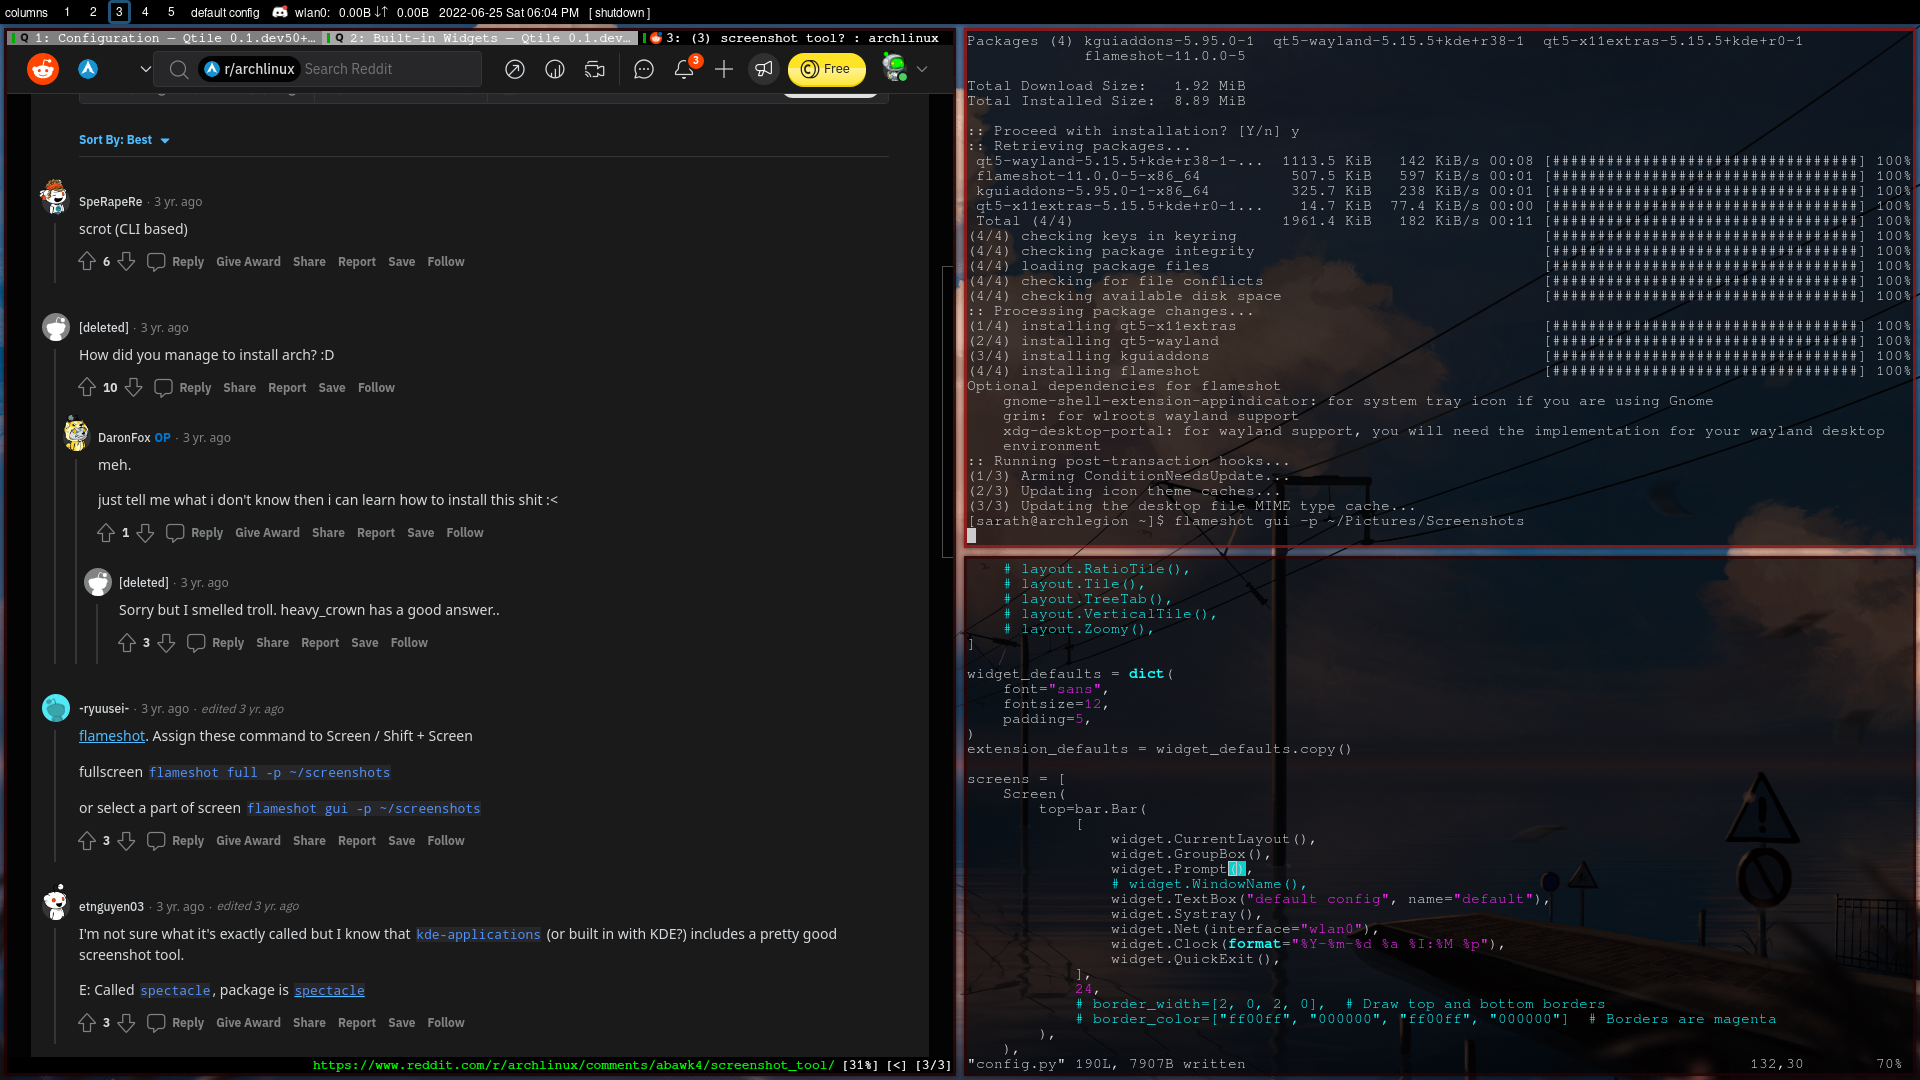 columns 1 2 3 4 5 default config wlan0: 0.00B ↓↑ 0.00B 2022-06-25 Sat 06:04 PM [ shutdown ]
Q 1: Configuration — Qtile 0.1.dev50+… Q 2: Built-in Widgets — Qtile 0.1.dev… 3: (3) screenshot tool? : archlinux
r/archlinux Search Reddit 3 Free
Sort By: Best
SpeRapeRe · 3 yr. ago
scrot (CLI based)
6 Reply Give Award Share Report Save Follow
[deleted] · 3 yr. ago
How did you manage to install arch? :D
10 Reply Share Report Save Follow
DaronFox OP · 3 yr. ago
meh.
just tell me what i don't know then i can learn how to install this shit :<
1 Reply Give Award Share Report Save Follow
[deleted] · 3 yr. ago
Sorry but I smelled troll. heavy_crown has a good answer..
3 Reply Share Report Save Follow
-ryuusei- · 3 yr. ago · edited 3 yr. ago
flameshot. Assign these command to Screen / Shift + Screen
fullscreen flameshot full -p ~/screenshots
or select a part of screen flameshot gui -p ~/screenshots
3 Reply Give Award Share Report Save Follow
etnguyen03 · 3 yr. ago · edited 3 yr. ago
I'm not sure what it's exactly called but I know that kde-applications (or built in with KDE?) includes a pretty good
screenshot tool.
E: Called spectacle, package is spectacle
3 Reply Give Award Share Report Save Follow
https://www.reddit.com/r/archlinux/comments/abawk4/screenshot_tool/ [31%] [<] [3/3]
Packages (4) kguiaddons-5.95.0-1 qt5-wayland-5.15.5+kde+r38-1 qt5-x11extras-5.15.5+kde+r0-1
flameshot-11.0.0-5
Total Download Size: 1.92 MiB
Total Installed Size: 8.89 MiB
:: Proceed with installation? [Y/n] y
:: Retrieving packages...
qt5-wayland-5.15.5+kde+r38-1-... 1113.5 KiB 142 KiB/s 00:08 [##################################] 100%
flameshot-11.0.0-5-x86_64 507.5 KiB 597 KiB/s 00:01 [##################################] 100%
kguiaddons-5.95.0-1-x86_64 325.7 KiB 238 KiB/s 00:01 [##################################] 100%
qt5-x11extras-5.15.5+kde+r0-1... 14.7 KiB 77.4 KiB/s 00:00 [##################################] 100%
Total (4/4) 1961.4 KiB 182 KiB/s 00:11 [##################################] 100%
(4/4) checking keys in keyring [##################################] 100%
(4/4) checking package integrity [##################################] 100%
(4/4) loading package files [##################################] 100%
(4/4) checking for file conflicts [##################################] 100%
(4/4) checking available disk space [##################################] 100%
:: Processing package changes...
(1/4) installing qt5-x11extras [##################################] 100%
(2/4) installing qt5-wayland [##################################] 100%
(3/4) installing kguiaddons [##################################] 100%
(4/4) installing flameshot [##################################] 100%
Optional dependencies for flameshot
gnome-shell-extension-appindicator: for system tray icon if you are using Gnome
grim: for wlroots wayland support
xdg-desktop-portal: for wayland support, you will need the implementation for your wayland desktop
environment
:: Running post-transaction hooks...
(1/3) Arming ConditionNeedsUpdate...
(2/3) Updating icon theme caches...
(3/3) Updating the desktop file MIME type cache...
[sarath@archlegion ~]$ flameshot gui -p ~/Pictures/Screenshots
# layout.RatioTile(),
# layout.Tile(),
# layout.TreeTab(),
# layout.VerticalTile(),
# layout.Zoomy(),
]
widget_defaults = dict(
font="sans",
fontsize=12,
padding=5,
)
extension_defaults = widget_defaults.copy()
screens = [
Screen(
top=bar.Bar(
[
widget.CurrentLayout(),
widget.GroupBox(),
widget.Prompt(),
# widget.WindowName(),
widget.TextBox("default config", name="default"),
widget.Systray(),
widget.Net(interface="wlan0"),
widget.Clock(format="%Y-%m-%d %a %I:%M %p"),
widget.QuickExit(),
],
24,
# border_width=[2, 0, 2, 0], # Draw top and bottom borders
# border_color=["ff00ff", "000000", "ff00ff", "000000"] # Borders are magenta
),
),
"config.py" 190L, 7907B written 132,30 70%